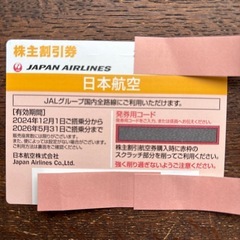 株主割引券
JAPAN AIRLINES
日本航空
JALグループ国内全路線にご利用いただけます。
[有効期間]
2024年12月1日ご搭乗分から
2026年5月31日ご搭乗分まで
発券用コード
株主割引航空券購入時に赤枠の
スクラッチ部分を削ってご利用ください。
強く削り過ぎないようご注意ください。
日本航空株式会社
Japan Airlines Co.,Ltd.